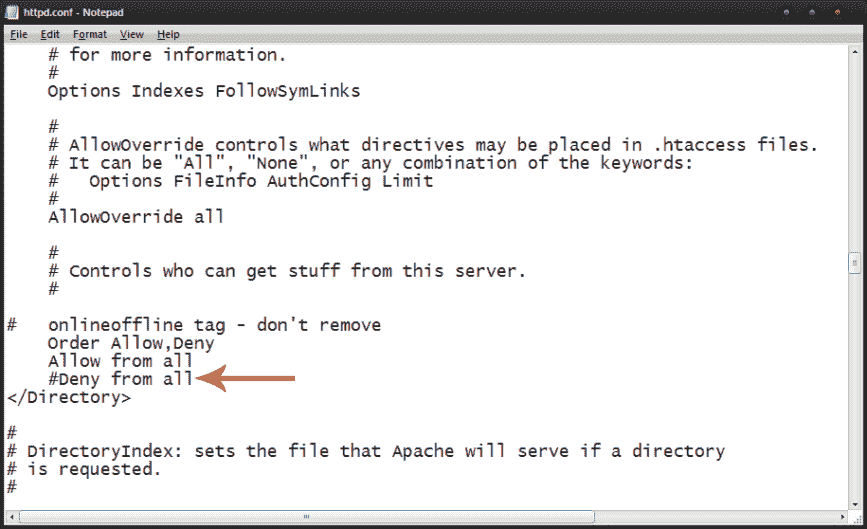 httpd.conf - Notepad
File Edit Format View Help
# for more information.
#
Options Indexes FollowSymLinks
#
# AllowOverride controls what directives may be placed in .htaccess files.
# It can be "All", "None", or any combination of the keywords:
#   Options FileInfo AuthConfig Limit
#
AllowOverride all
#
# Controls who can get stuff from this server.
#
#   onlineoffline tag - don't remove
Order Allow,Deny
Allow from all
#Deny from all
</Directory>
#
# DirectoryIndex: sets the file that Apache will serve if a directory
# is requested.
#